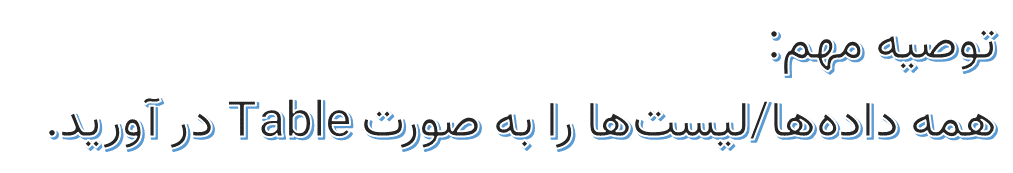 توصیه مهم:
همه داده‌ها/لیست‌ها را به صورت Table در آورید.